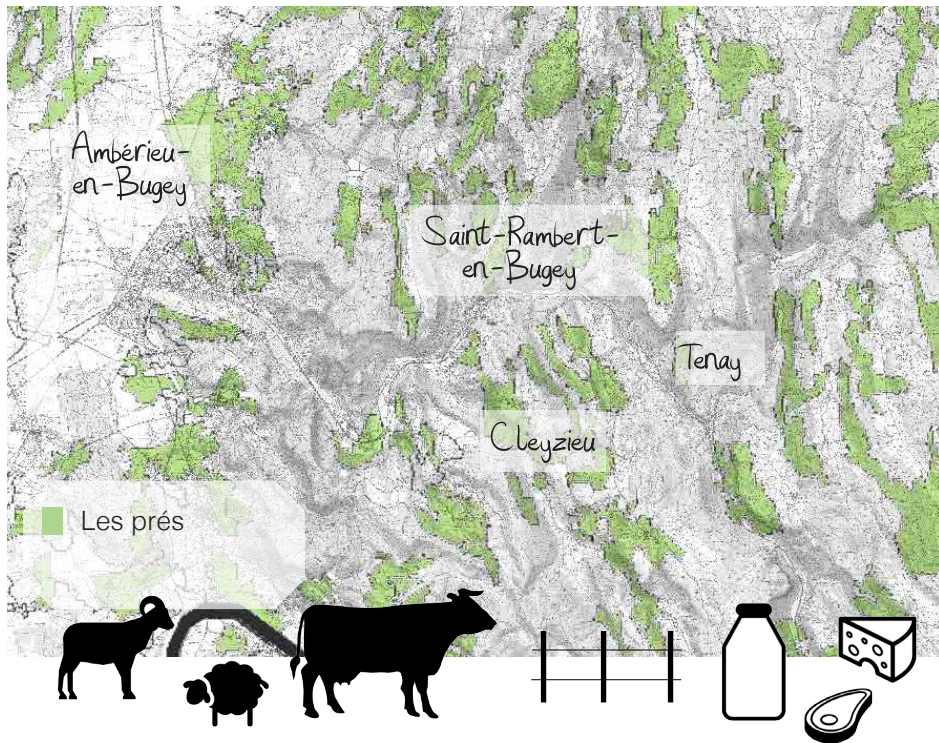 Ambérieu-
en-Bugey
Saint-Rambert-
en-Bugey
Tenay
Cleyzieu
Les prés